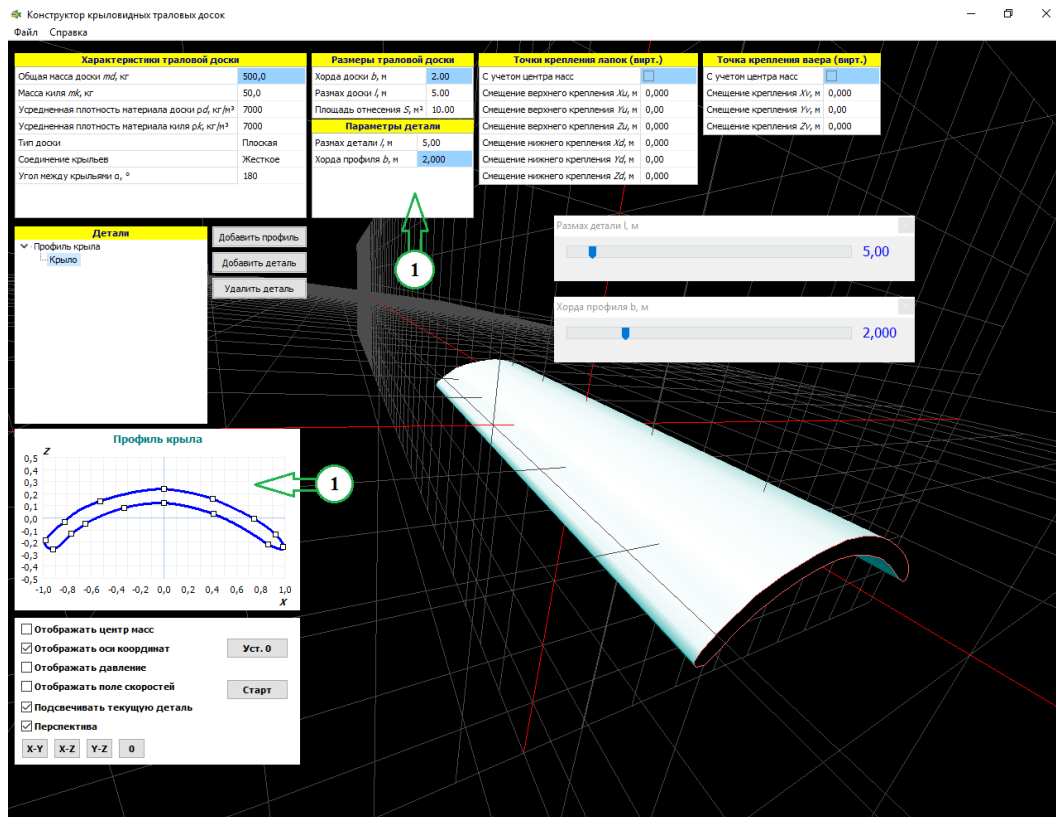 Конструктор крыловидных траловых досок
Файл Справка
Характеристики траловой доски
Общая масса доски md, кг 500,0
Масса киля mк, кг 50,0
Усредненная плотность материала доски ρd, кг/м³ 7000
Усредненная плотность материала киля ρk, кг/м³ 7000
Тип доски Плоская
Соединение крыльев Жесткое
Угол между крыльями α, ° 180
Размеры траловой доски
Хорда доски b, м 2.00
Размах доски l, м 5.00
Площадь отнесения S, м² 10.00
Параметры детали
Размах детали l, м 5,00
Хорда профиля b, м 2,000
Точки крепления лапок (вирт.)
С учетом центра масс
Смещение верхнего крепления Xu, м 0,000
Смещение верхнего крепления Yu, м 0,00
Смещение верхнего крепления Zu, м 0,000
Смещение нижнего крепления Xd, м 0,000
Смещение нижнего крепления Yd, м 0,00
Смещение нижнего крепления Zd, м 0,000
Точка крепления ваера (вирт.)
С учетом центра масс
Смещение крепления Xv, м 0,000
Смещение крепления Yv, м 0,00
Смещение крепления Zv, м 0,000
1
Детали
Профиль крыла
Крыло
Добавить профиль
Добавить деталь
Удалить деталь
Размах детали l, м
5,00
Хорда профиля b, м
2,000
Профиль крыла
Z
0,5
0,4
0,3
0,2
0,1
0,0
-0,1
-0,2
-0,3
-0,4
-0,5
-1,0 -0,8 -0,6 -0,4 -0,2 0,0 0,2 0,4 0,6 0,8 1,0
X
1
Отображать центр масс
Отображать оси координат
Уст. 0
Отображать давление
Отображать поле скоростей
Старт
Подсвечивать текущую деталь
Перспектива
X-Y X-Z Y-Z 0